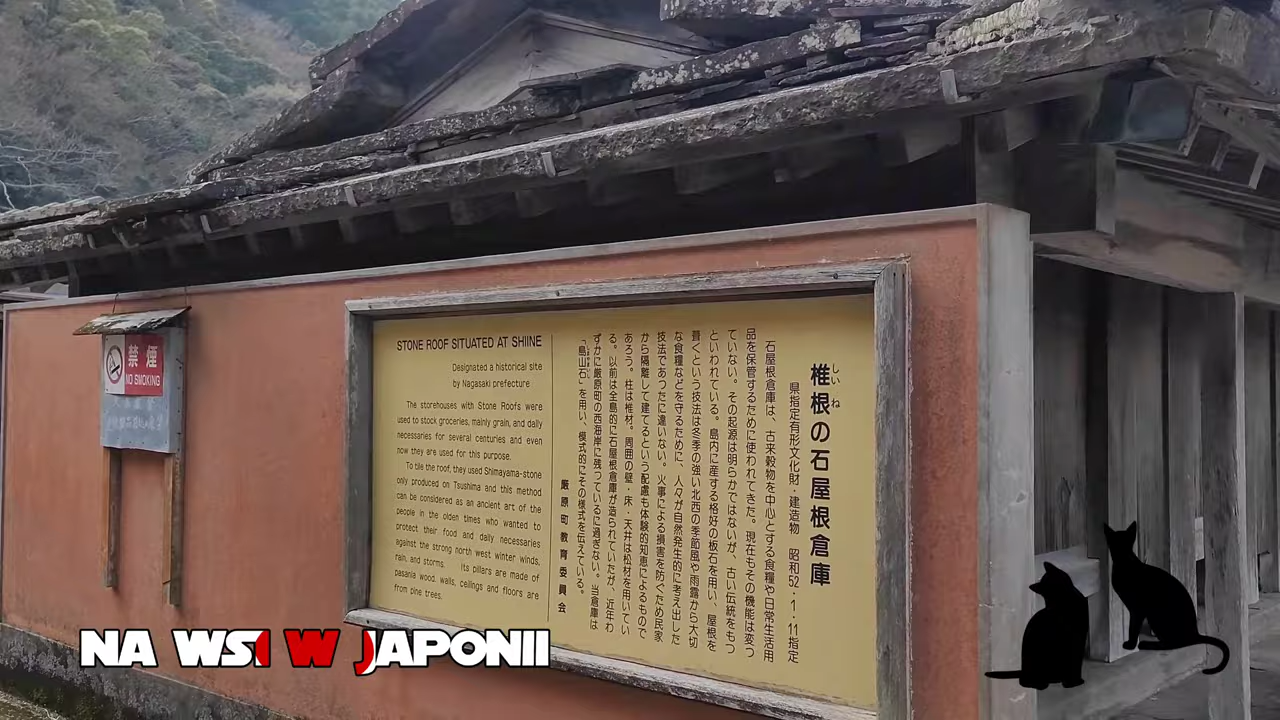 禁煙
NO SMOKING
STONE ROOF SITUATED AT SHIINE
Designated a historical site
by Nagasaki prefecture
The storehouses with Stone Roofs were
used to stock groceries, mainly grain, and daily
necessaries for several centuries and even
now they are used for this purpose.
To tile the roof, they used Shimayama-stone
only produced on Tsushima and this method
can be considered as an ancient art of the
people in the olden times who wanted to
protect their food and daily necessaries
against the strong north west winter winds,
rain, and storms. Its pillars are made of
pasania wood, walls, ceilings and floors are
from pine trees.
しいね
椎根の石屋根倉庫
県指定有形文化財・建造物 昭和52・1・11指定
石屋根倉庫は、古来穀物を中心とする食糧や日常生活用
品を保管するために使われてきた。現在もその機能は変っ
ていない。その起源は明らかではないが、古い伝統をもつ
といわれている。島内に産する格好の板石を用い、屋根を
葺くという技法は冬季の強い北西の季節風や雨露から大切
な食糧などを守るために、人々が自然発生的に考え出した
技法であったに違いない。火事による損害を防ぐため民家
から隔離して建てるという配慮も体験的知恵によるもので
あろう。柱は椎材。周囲の壁・床・天井は松材を用いてい
る。以前は全島的に石屋根倉庫が造られていたが、近年わ
ずかに厳原町の西海岸に残っているに過ぎない。当倉庫は
「島山石」を用い、模式的にその様式を伝えている。
厳原町教育委員会
NA WSI W JAPONII